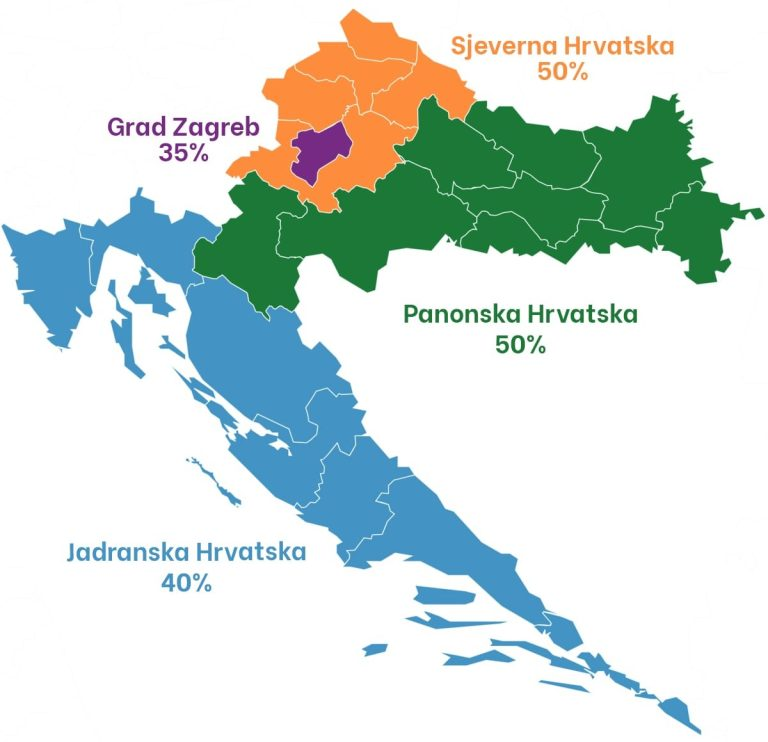 Sjeverna Hrvatska
50%
Grad Zagreb
35%
Panonska Hrvatska
50%
Jadranska Hrvatska
40%